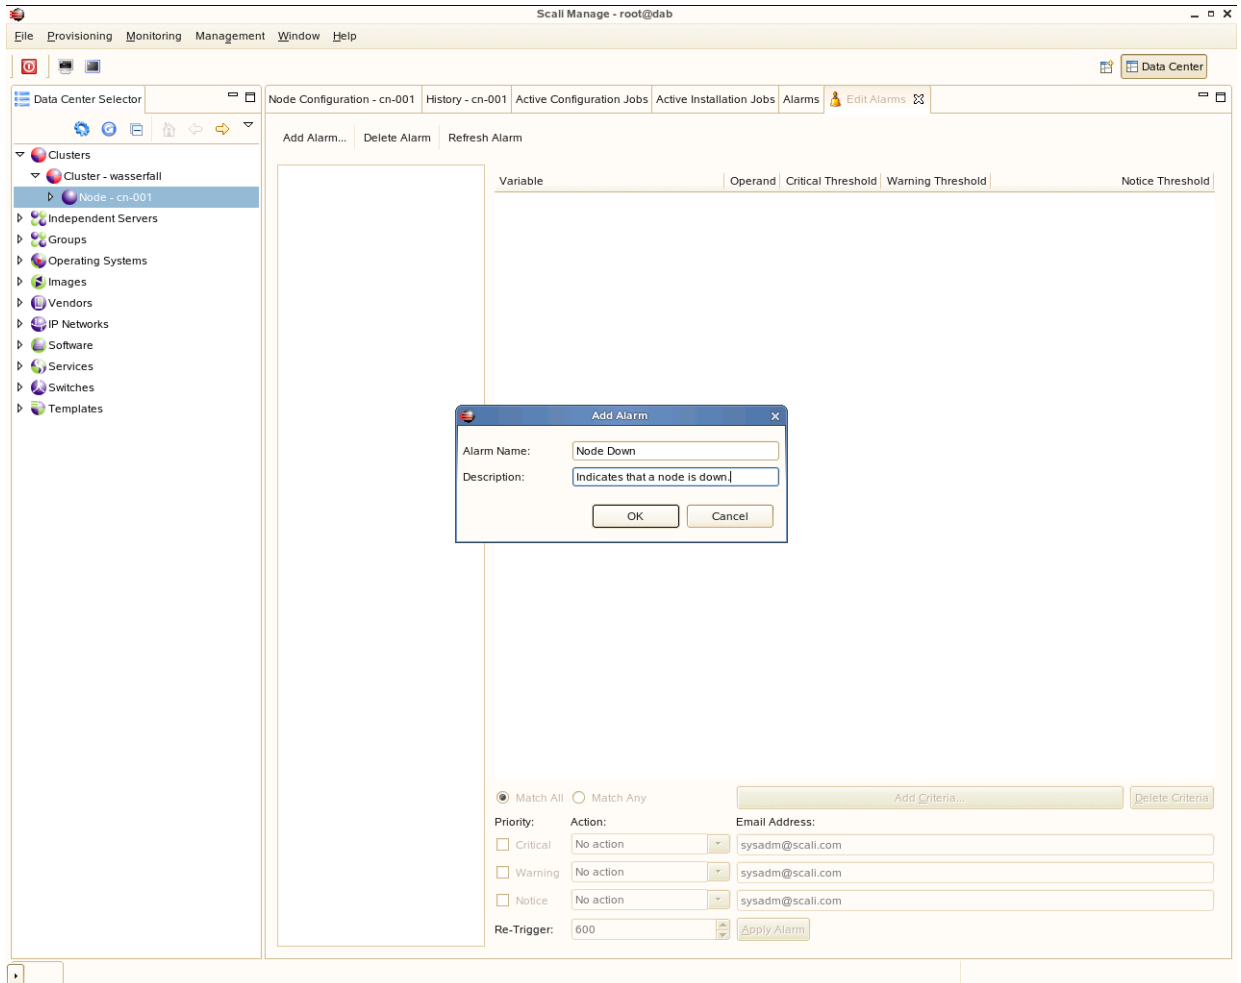 Scali Manage - root@dab
File Provisioning Monitoring Management Window Help
Data Center
Data Center Selector
Node Configuration - cn-001 History - cn-001 Active Configuration Jobs Active Installation Jobs Alarms Edit Alarms
Add Alarm... Delete Alarm Refresh Alarm
Clusters
Cluster - wasserfall
Node - cn-001
Independent Servers
Groups
Operating Systems
Images
Vendors
IP Networks
Software
Services
Switches
Templates
Variable Operand Critical Threshold Warning Threshold Notice Threshold
Add Alarm
Alarm Name: Node Down
Description: Indicates that a node is down.
OK Cancel
Match All Match Any Add Criteria... Delete Criteria
Priority: Action: Email Address:
Critical No action sysadm@scali.com
Warning No action sysadm@scali.com
Notice No action sysadm@scali.com
Re-Trigger: 600 Apply Alarm